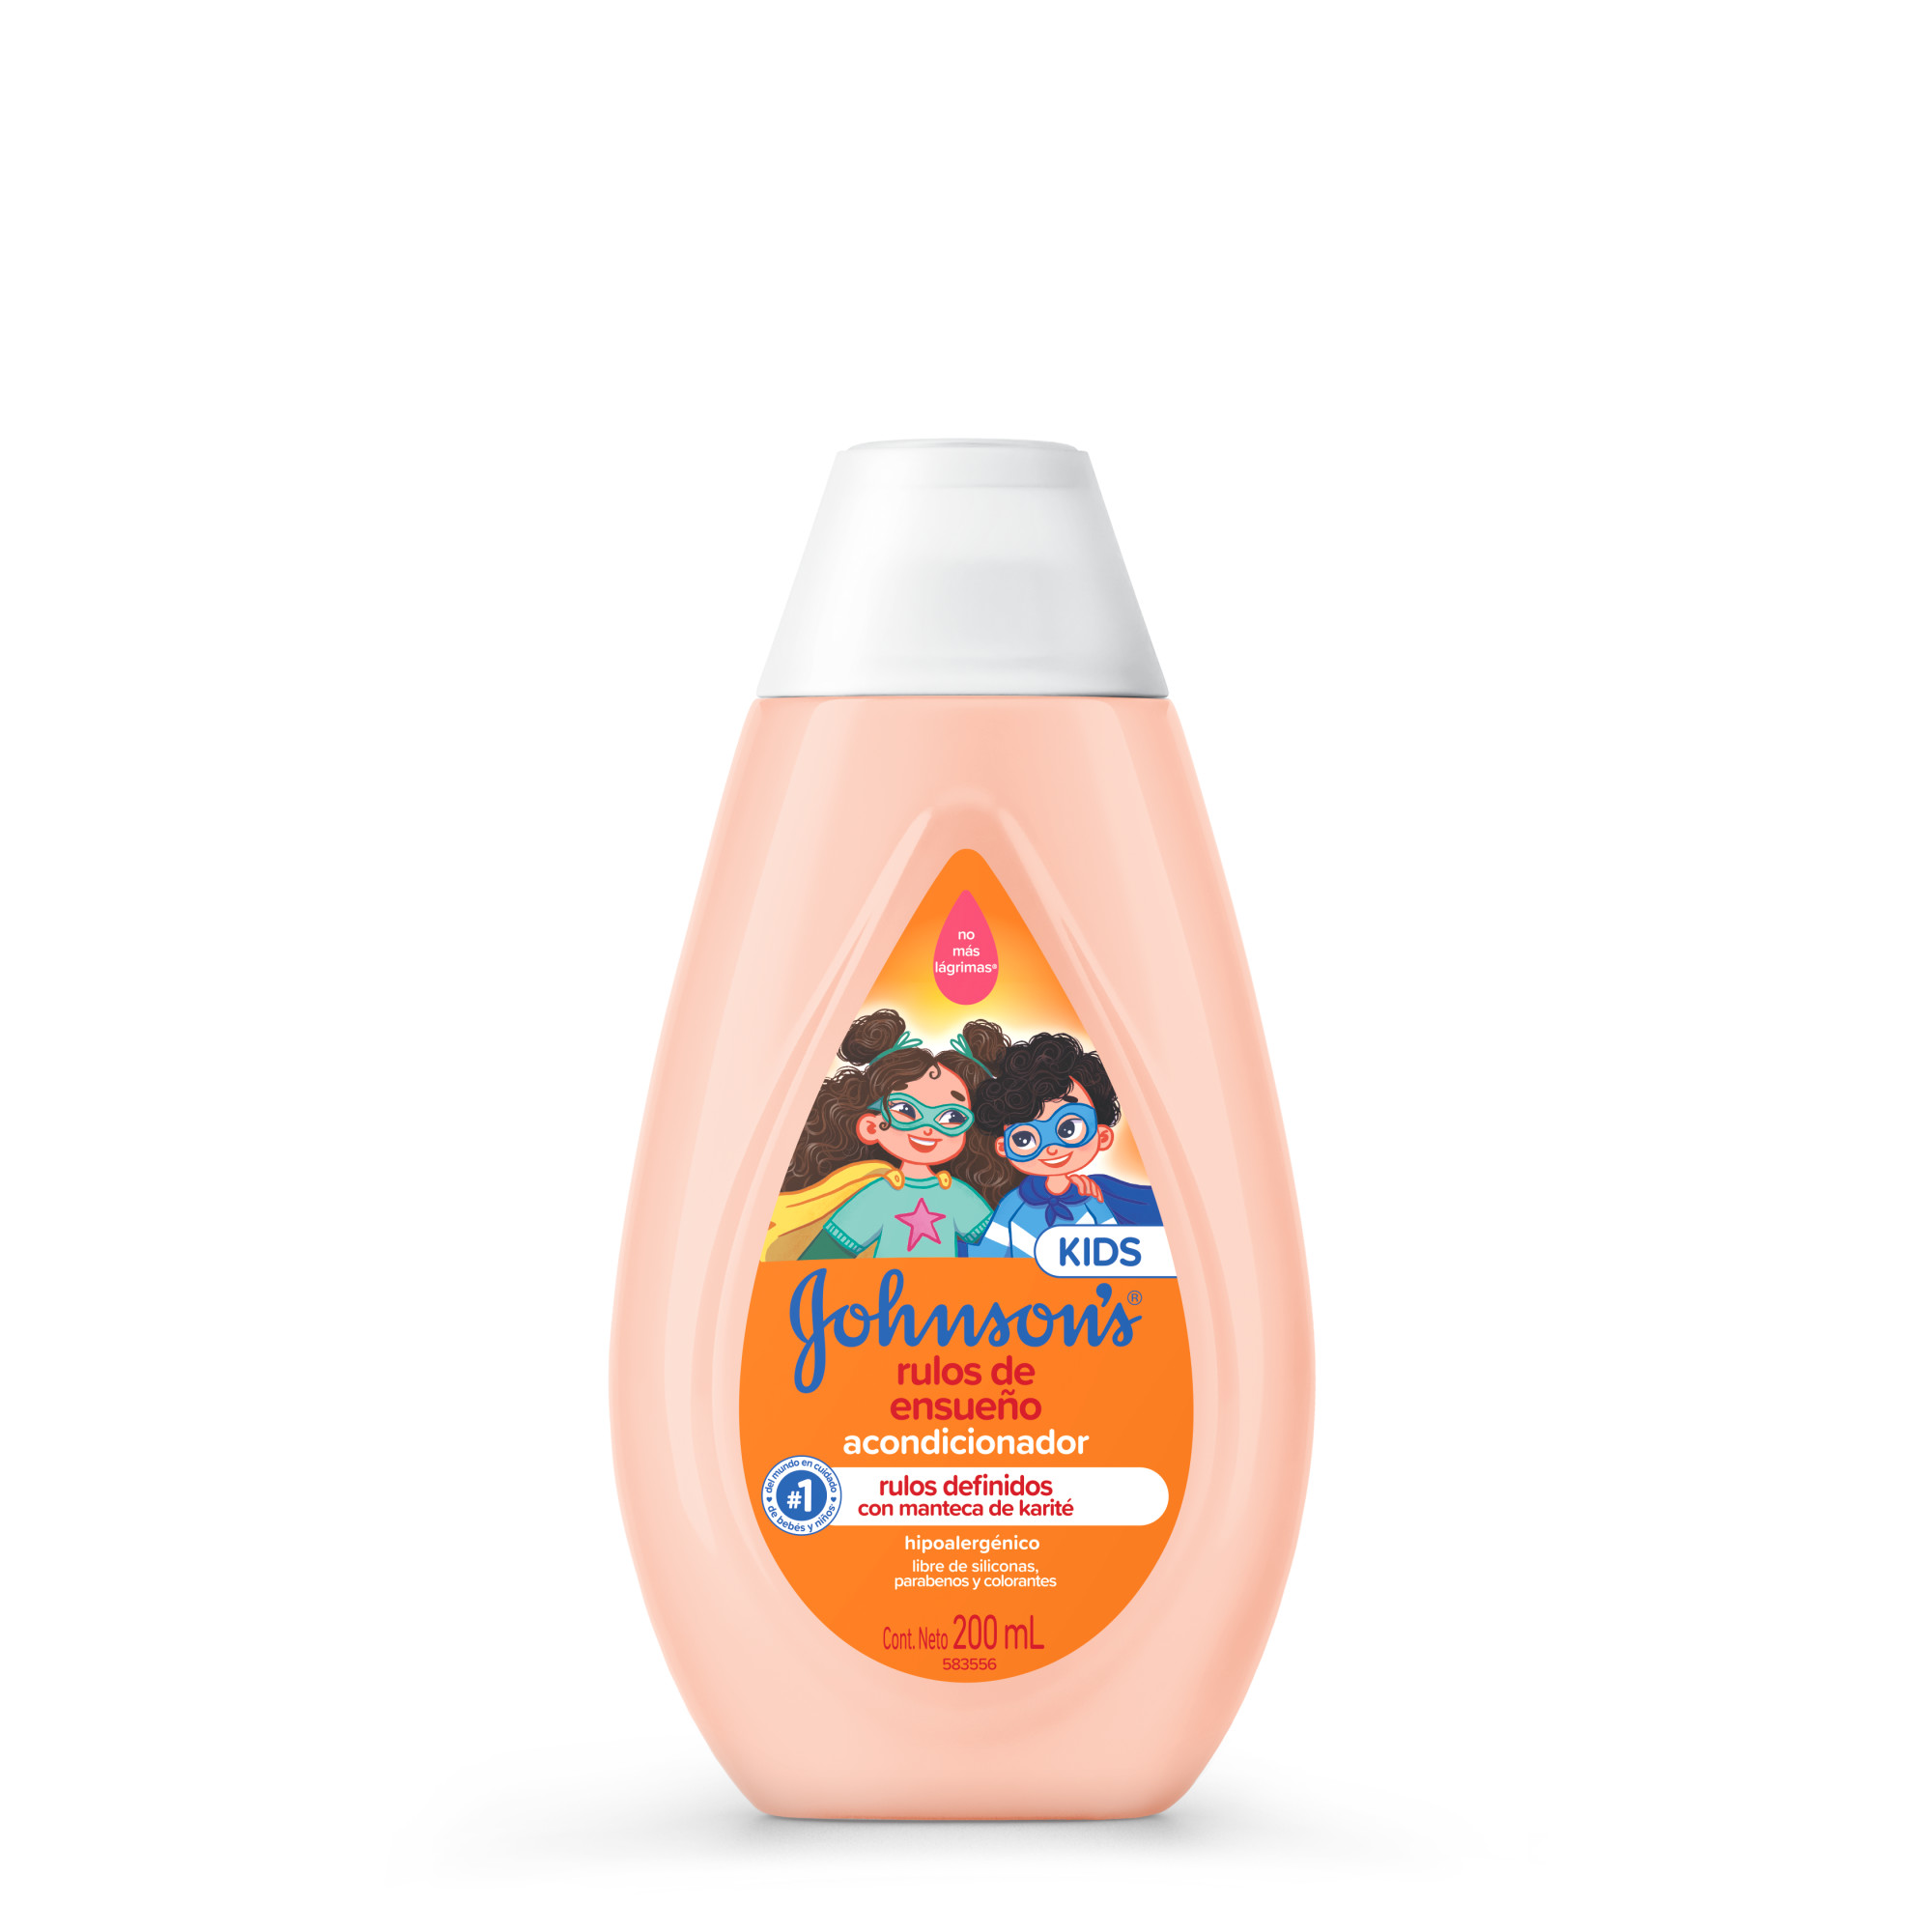 no
más
lágrimas®
KIDS
Johnson's®
rulos de
ensueño
acondicionador
#1
del mundo en cuidado
de bebés y niños*
rulos definidos
con manteca de karité
hipoalergénico
libre de siliconas,
parabenos y colorantes
Cont. Neto 200 mL
583556